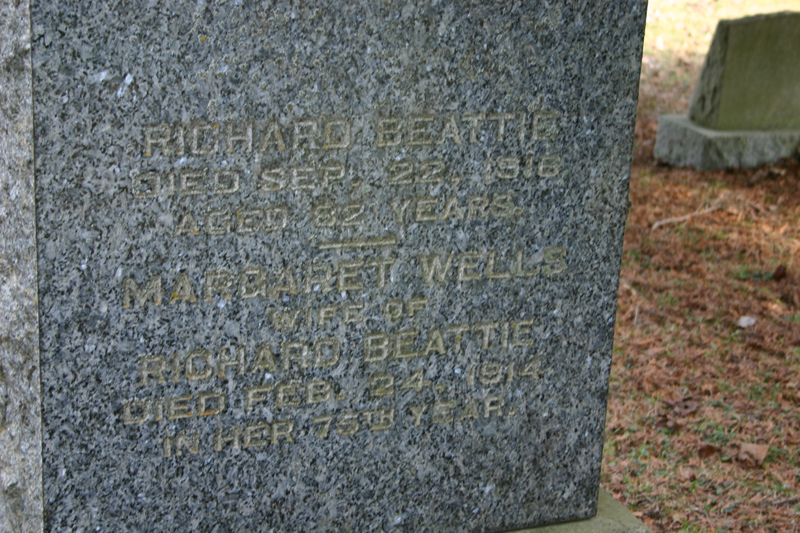 RICHARD BEATTIE
DIED SEP. 22, 1916
AGED 82 YEARS.
MARGARET WELLS
WIFE OF
RICHARD BEATTIE
DIED FEB. 24, 1914
IN HER 75TH YEAR.